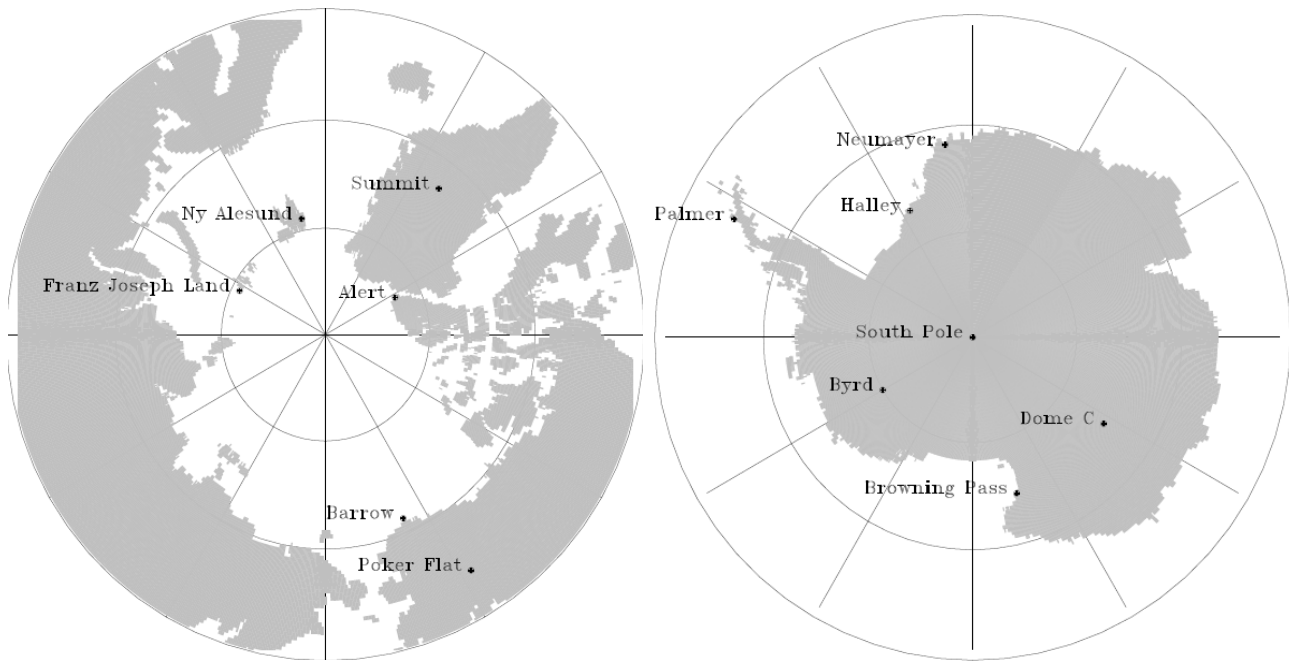 Summit
Ny Alesund
Franz Joseph Land
Alert
Barrow
Poker Flat
Neumayer
Halley
Palmer
South Pole
Byrd
Dome C
Browning Pass